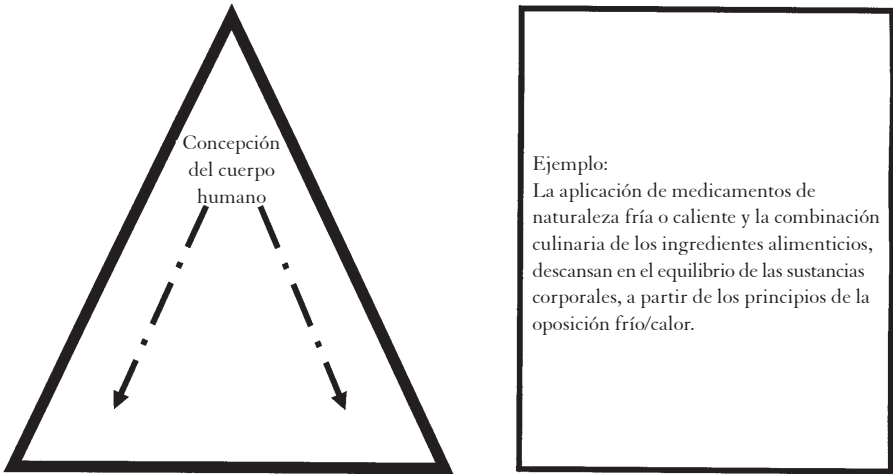 Concepción
del cuerpo
humano
Ejemplo:
La aplicación de medicamentos de
naturaleza fría o caliente y la combinación
culinaria de los ingredientes alimenticios,
descansan en el equilibrio de las sustancias
corporales, a partir de los principios de la
oposición frío/calor.